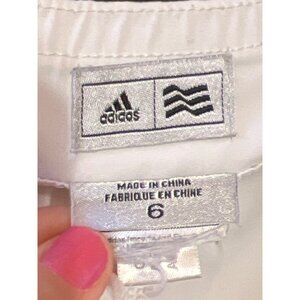 adidas
MADE IN CHINA
FABRIQUE EN CHINE
6